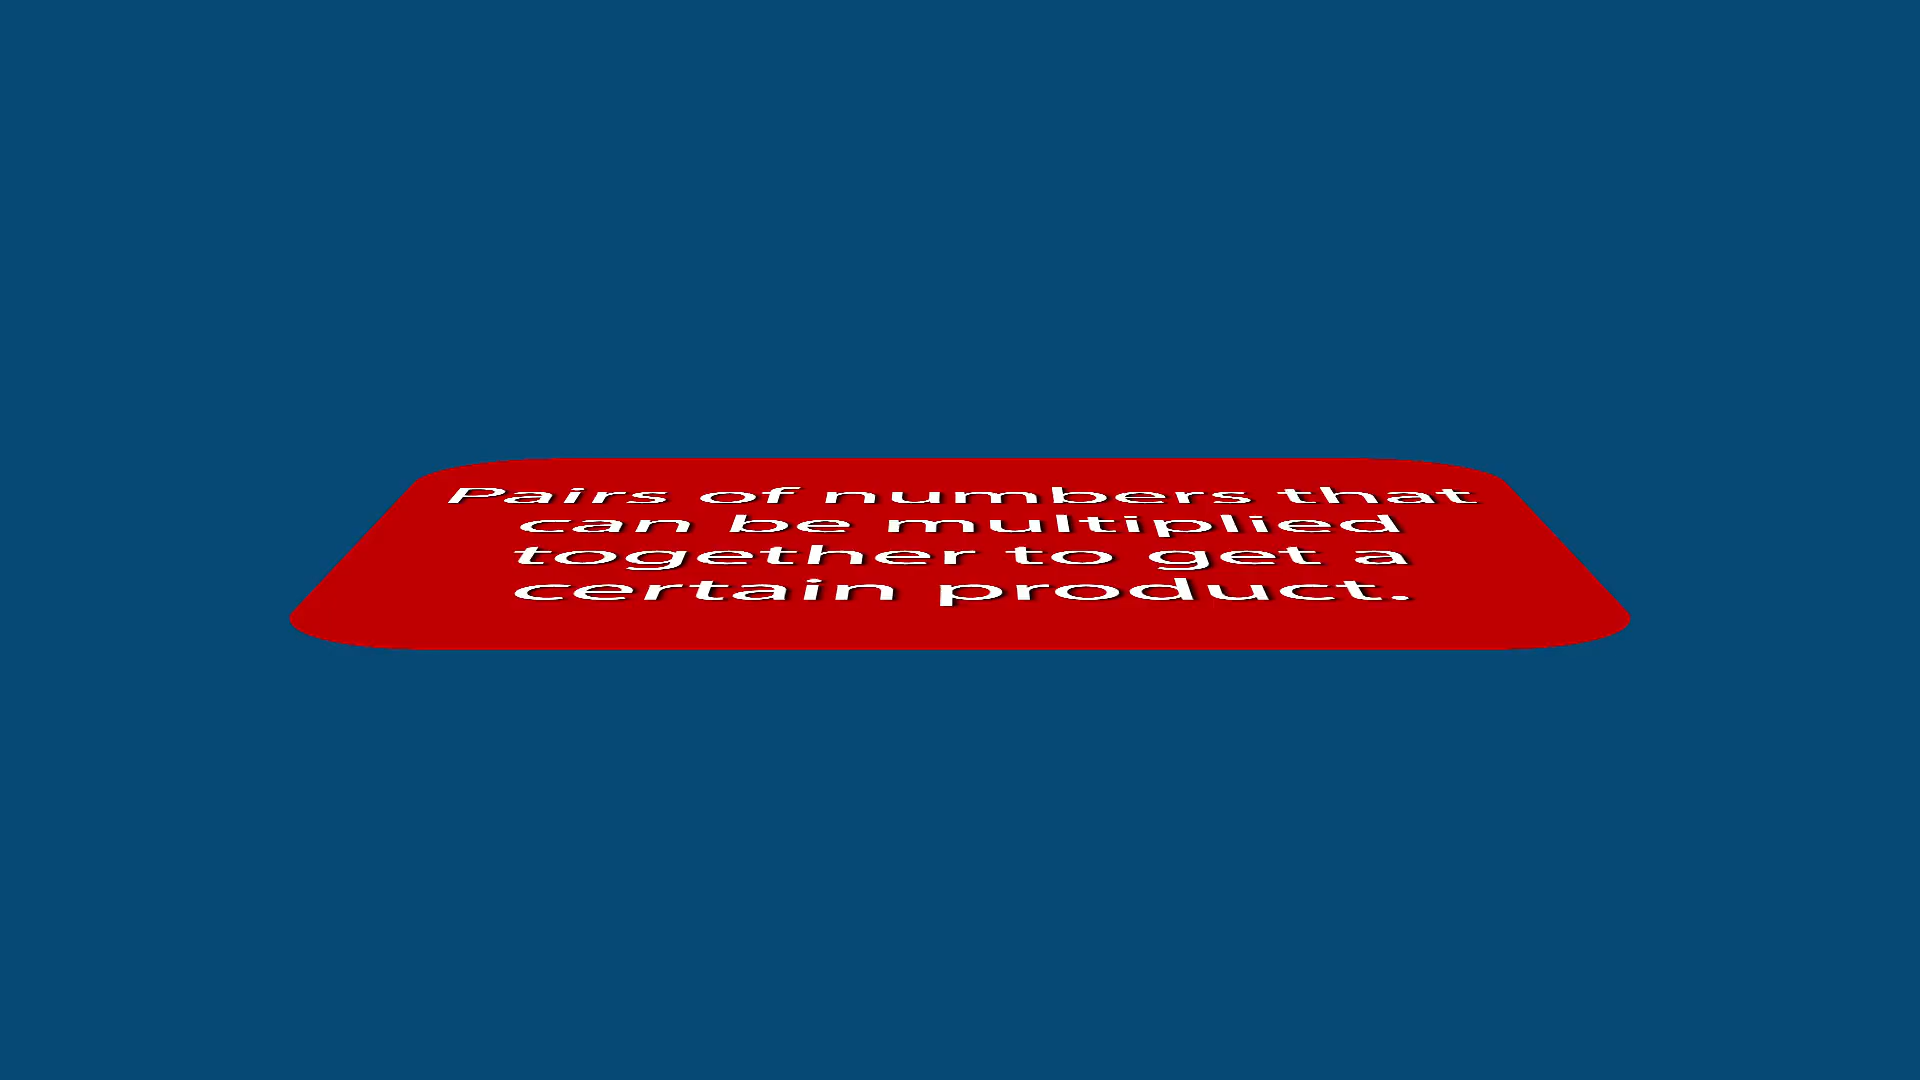 Pairs of numbers that
can be multiplied
together to get a
certain product.